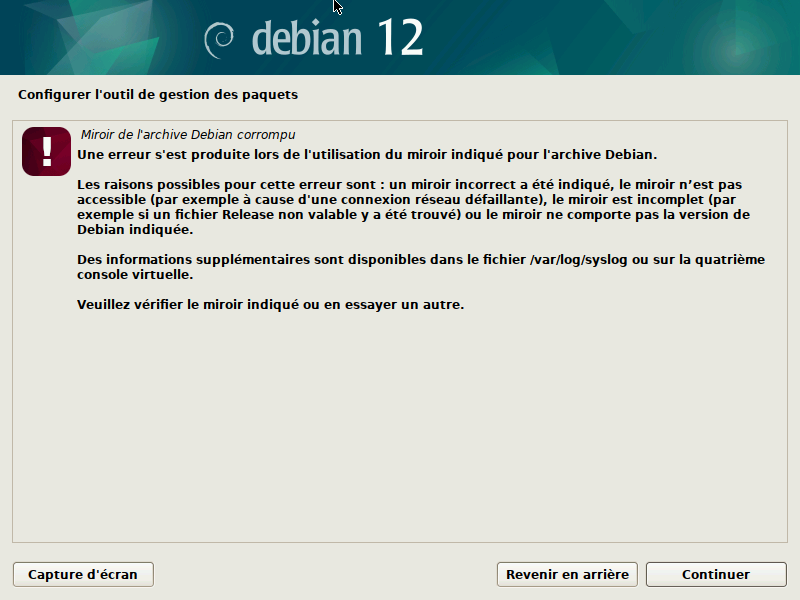 debian 12
Configurer l'outil de gestion des paquets
!
Miroir de l'archive Debian corrompu
Une erreur s'est produite lors de l'utilisation du miroir indiqué pour l'archive Debian.
Les raisons possibles pour cette erreur sont : un miroir incorrect a été indiqué, le miroir n’est pas
accessible (par exemple à cause d'une connexion réseau défaillante), le miroir est incomplet (par
exemple si un fichier Release non valable y a été trouvé) ou le miroir ne comporte pas la version de
Debian indiquée.
Des informations supplémentaires sont disponibles dans le fichier /var/log/syslog ou sur la quatrième
console virtuelle.
Veuillez vérifier le miroir indiqué ou en essayer un autre.
Capture d'écran
Revenir en arrière
Continuer